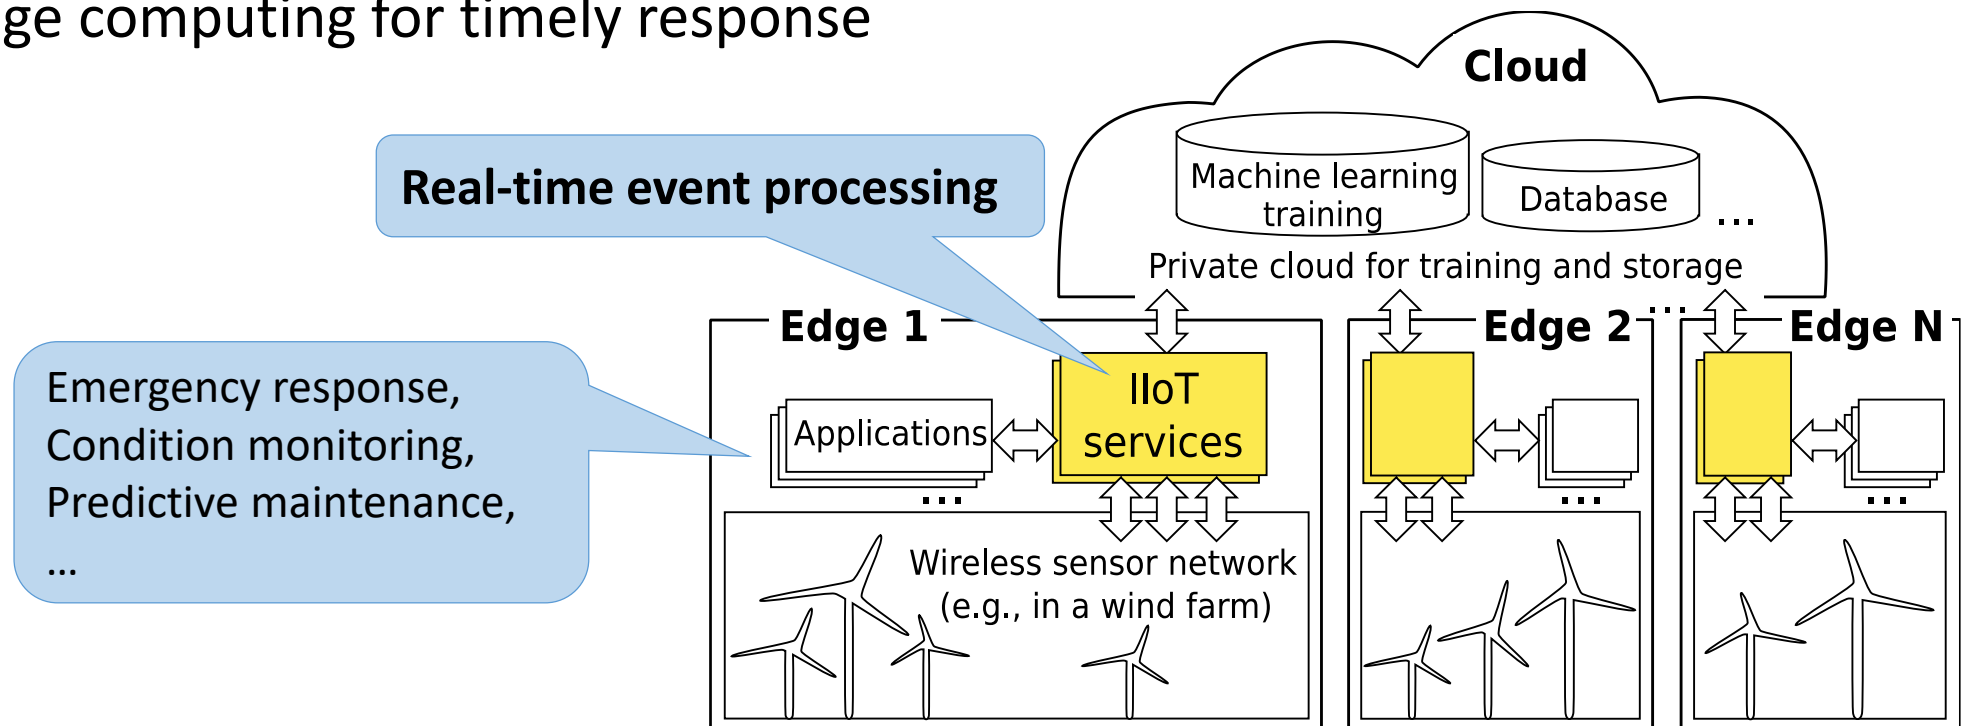 ge computing for timely response
Cloud
Machine learning
training
Database
...
Private cloud for training and storage
Real-time event processing
...
Edge 1
Edge 2
Edge N
Emergency response,
Condition monitoring,
Predictive maintenance,
...
Applications
...
IIoT
services
...
...
Wireless sensor network
(e.g., in a wind farm)